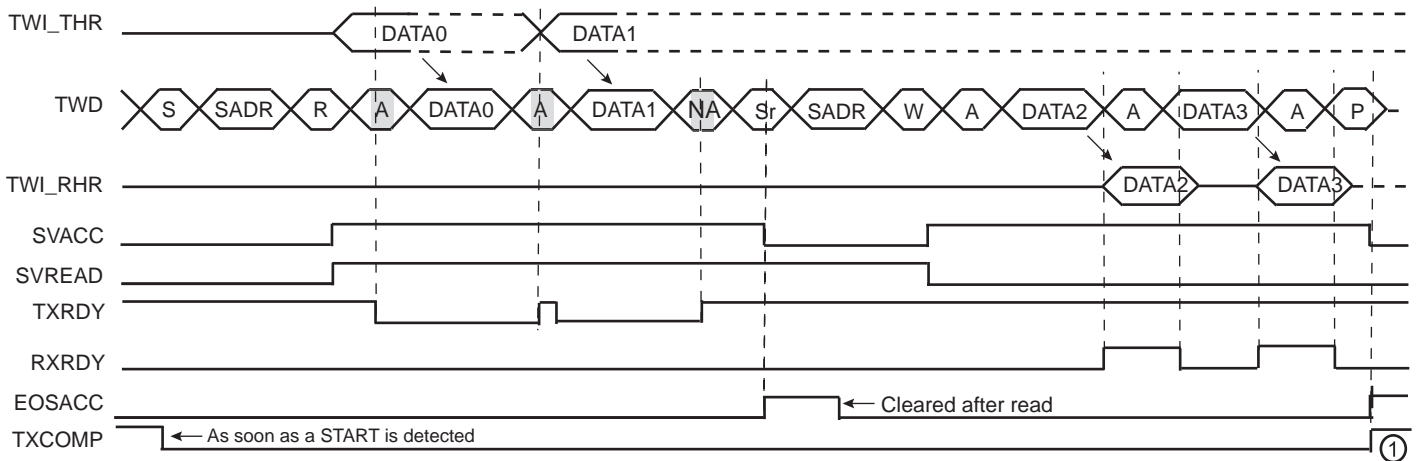 TWI_THR DATA0 DATA1
TWD S SADR R A DATA0 A DATA1 NA Sr SADR W A DATA2 A DATA3 A P
TWI_RHR DATA2 DATA3
SVACC
SVREAD
TXRDY
RXRDY
EOSACC Cleared after read
TXCOMP As soon as a START is detected 1